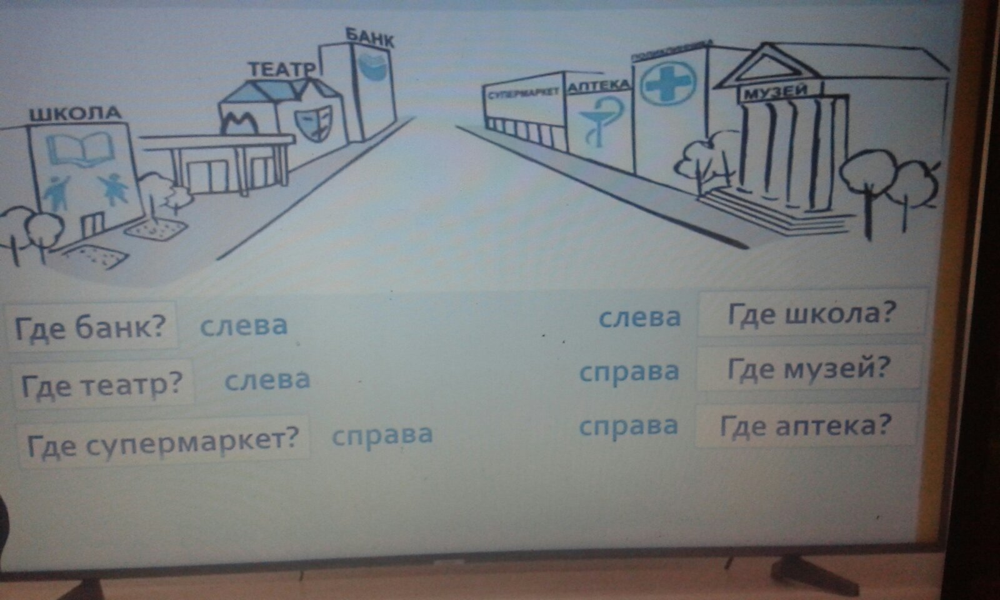 БАНК
ТЕАТР
ШКОЛА
М
ПОЛИКЛИНИКА
СУПЕРМАРКЕТ
АПТЕКА
МУЗЕЙ
Где банк? слева
слева Где школа?
Где театр? слева
справа Где музей?
Где супермаркет? справа
справа Где аптека?